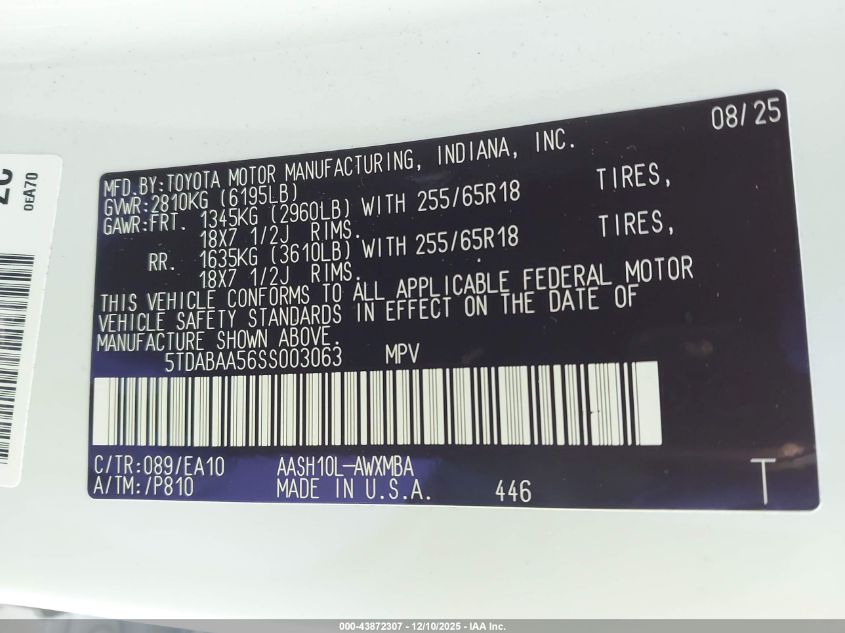 08/25
MFD.BY:TOYOTA MOTOR MANUFACTURING, INDIANA, INC.
GVWR:2810KG (6195LB)
GAWR:FRT. 1345KG (2960LB) WITH 255/65R18 TIRES,
18X7 1/2J RIMS.
RR. 1635KG (3610LB) WITH 255/65R18 TIRES,
18X7 1/2J RIMS.
THIS VEHICLE CONFORMS TO ALL APPLICABLE FEDERAL MOTOR
VEHICLE SAFETY STANDARDS IN EFFECT ON THE DATE OF
MANUFACTURE SHOWN ABOVE.
5TDABAA56SS003063 MPV
C/TR:089/EA10 AASH10L-AWXMBA
A/TM:/P810 MADE IN U.S.A. 446
T
0EA70
000-43872307 - 12/10/2025 - IAA Inc.